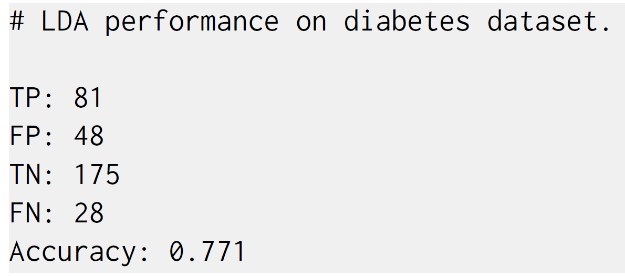 # LDA performance on diabetes dataset.
TP: 81
FP: 48
TN: 175
FN: 28
Accuracy: 0.771